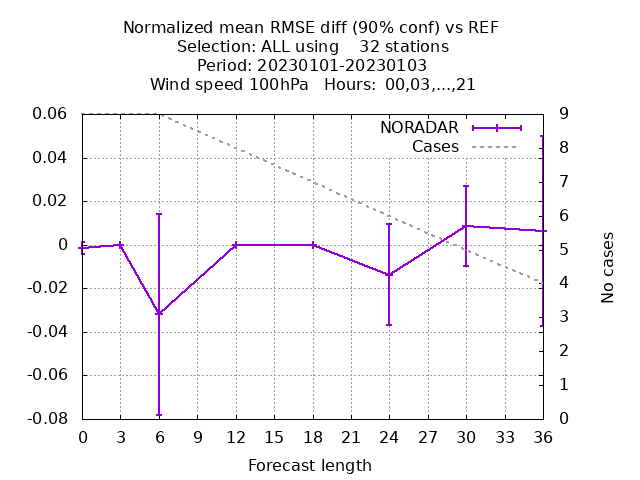 Normalized mean RMSE diff (90% conf) vs REF
Selection: ALL using    32 stations
Period: 20230101-20230103
Wind speed 100hPa   Hours: 00,03,...,21
NORADAR
Cases
0.06
0.04
0.02
0
-0.02
-0.04
-0.06
-0.08
9
8
7
6
5
4
3
2
1
0
No cases
0 3 6 9 12 15 18 21 24 27 30 33 36
Forecast length